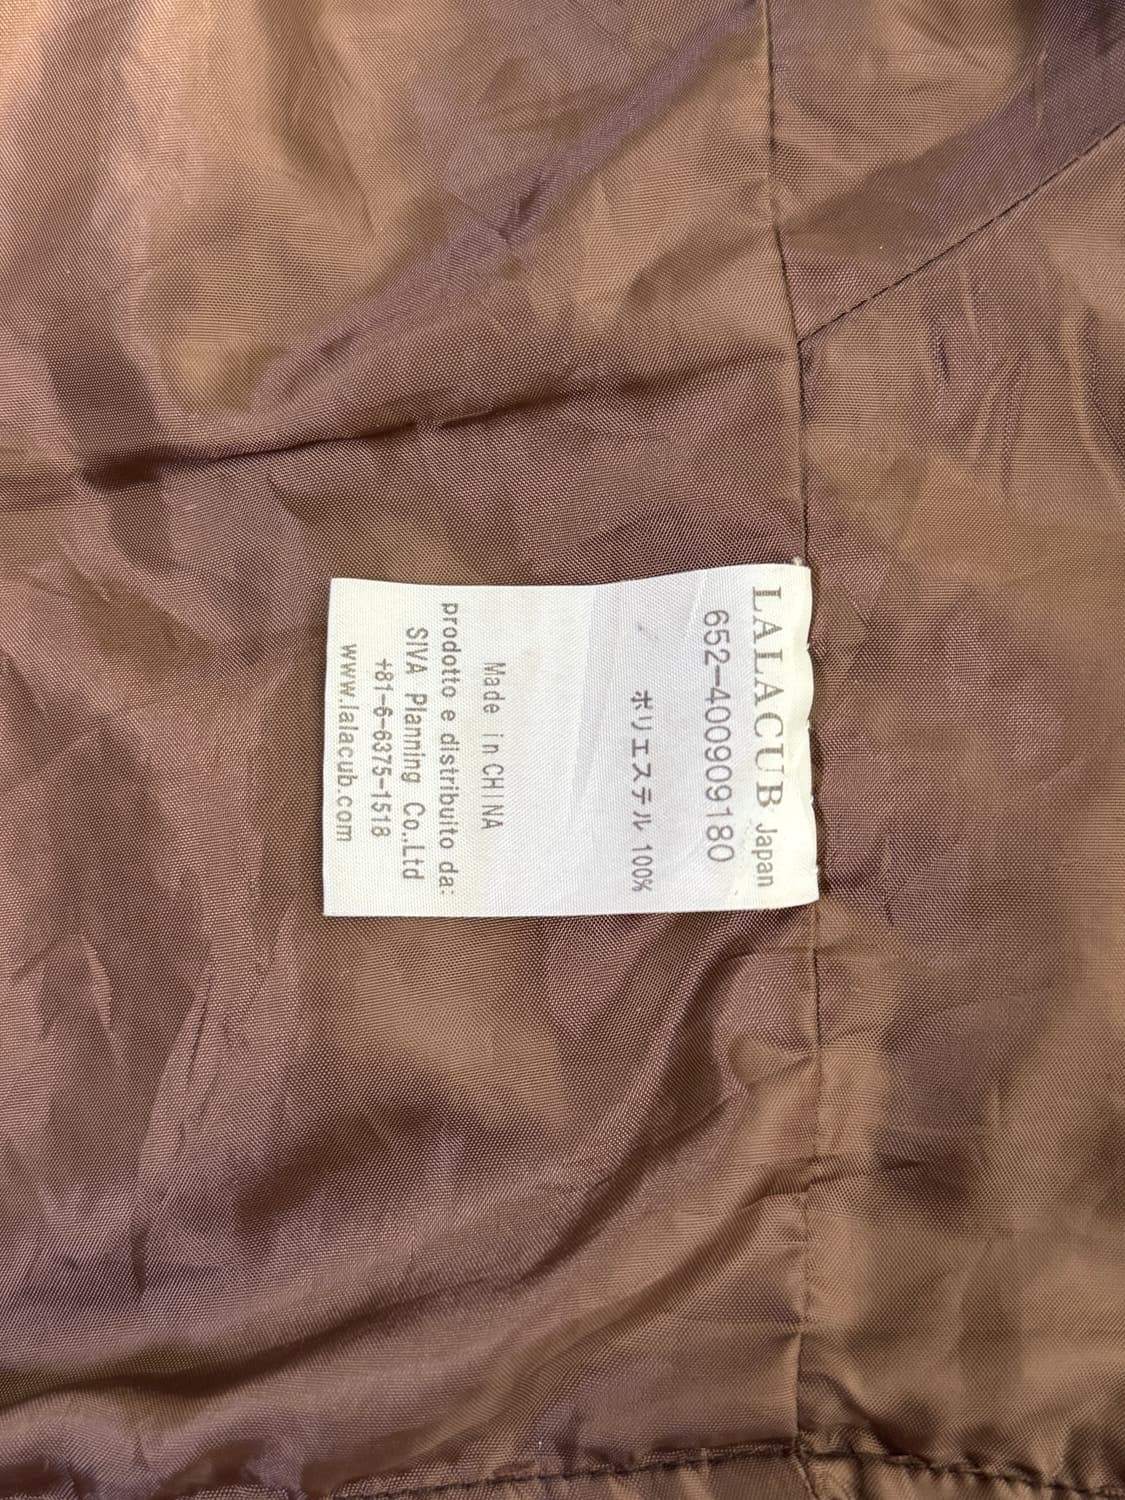 LALACUB Japan
652-400909180
ポリエステル 100%
Made in CHINA
prodotto e distribuito da:
SIVA Planning Co.,Ltd
+81-6-6375-1518
www.lalacub.com